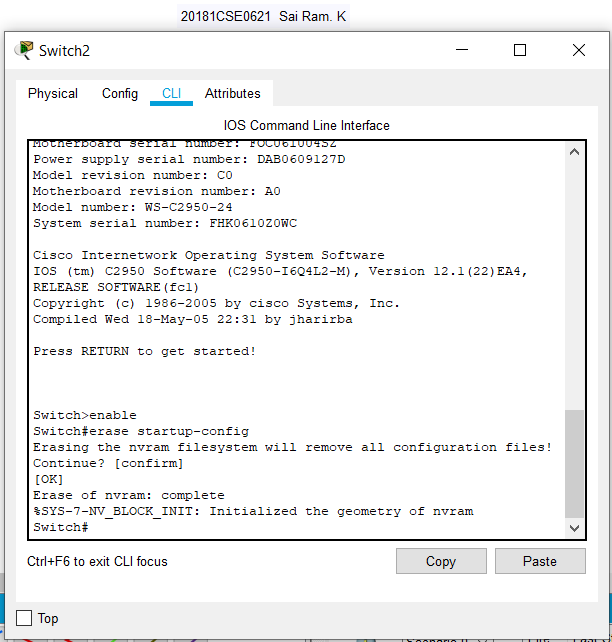 20181CSE0621 Sai Ram. K
Switch2
Physical Config CLI Attributes
IOS Command Line Interface
Motherboard serial number: FOC061004SZ
Power supply serial number: DAB0609127D
Model revision number: C0
Motherboard revision number: A0
Model number: WS-C2950-24
System serial number: FHK0610Z0WC
Cisco Internetwork Operating System Software
IOS (tm) C2950 Software (C2950-I6Q4L2-M), Version 12.1(22)EA4,
RELEASE SOFTWARE(fc1)
Copyright (c) 1986-2005 by cisco Systems, Inc.
Compiled Wed 18-May-05 22:31 by jharirba
Press RETURN to get started!
Switch>enable
Switch#erase startup-config
Erasing the nvram filesystem will remove all configuration files!
Continue? [confirm]
[OK]
Erase of nvram: complete
%SYS-7-NV_BLOCK_INIT: Initialized the geometry of nvram
Switch#
Ctrl+F6 to exit CLI focus
Copy Paste
Top